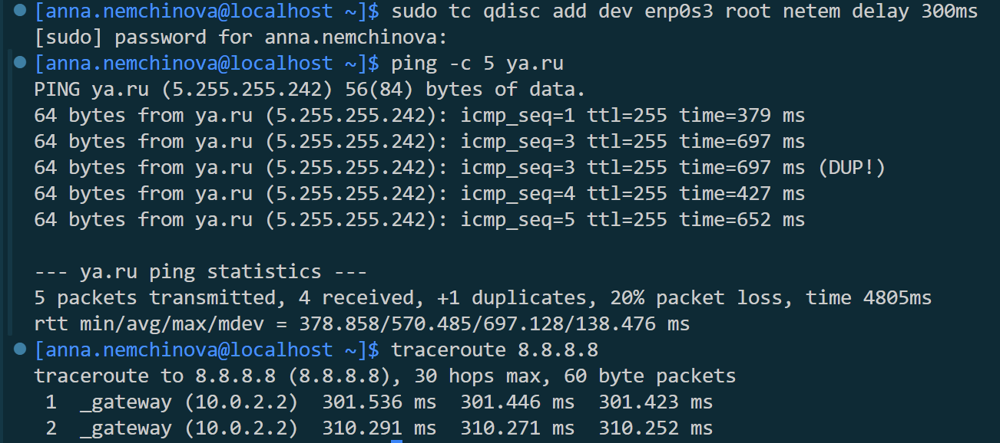 [anna.nemchinova@localhost ~]$ sudo tc qdisc add dev enp0s3 root netem delay 300ms
[sudo] password for anna.nemchinova:
[anna.nemchinova@localhost ~]$ ping -c 5 ya.ru
PING ya.ru (5.255.255.242) 56(84) bytes of data.
64 bytes from ya.ru (5.255.255.242): icmp_seq=1 ttl=255 time=379 ms
64 bytes from ya.ru (5.255.255.242): icmp_seq=3 ttl=255 time=697 ms
64 bytes from ya.ru (5.255.255.242): icmp_seq=3 ttl=255 time=697 ms (DUP!)
64 bytes from ya.ru (5.255.255.242): icmp_seq=4 ttl=255 time=427 ms
64 bytes from ya.ru (5.255.255.242): icmp_seq=5 ttl=255 time=652 ms
--- ya.ru ping statistics ---
5 packets transmitted, 4 received, +1 duplicates, 20% packet loss, time 4805ms
rtt min/avg/max/mdev = 378.858/570.485/697.128/138.476 ms
[anna.nemchinova@localhost ~]$ traceroute 8.8.8.8
traceroute to 8.8.8.8 (8.8.8.8), 30 hops max, 60 byte packets
 1  _gateway (10.0.2.2)  301.536 ms  301.446 ms  301.423 ms
 2  _gateway (10.0.2.2)  310.291 ms  310.271 ms  310.252 ms